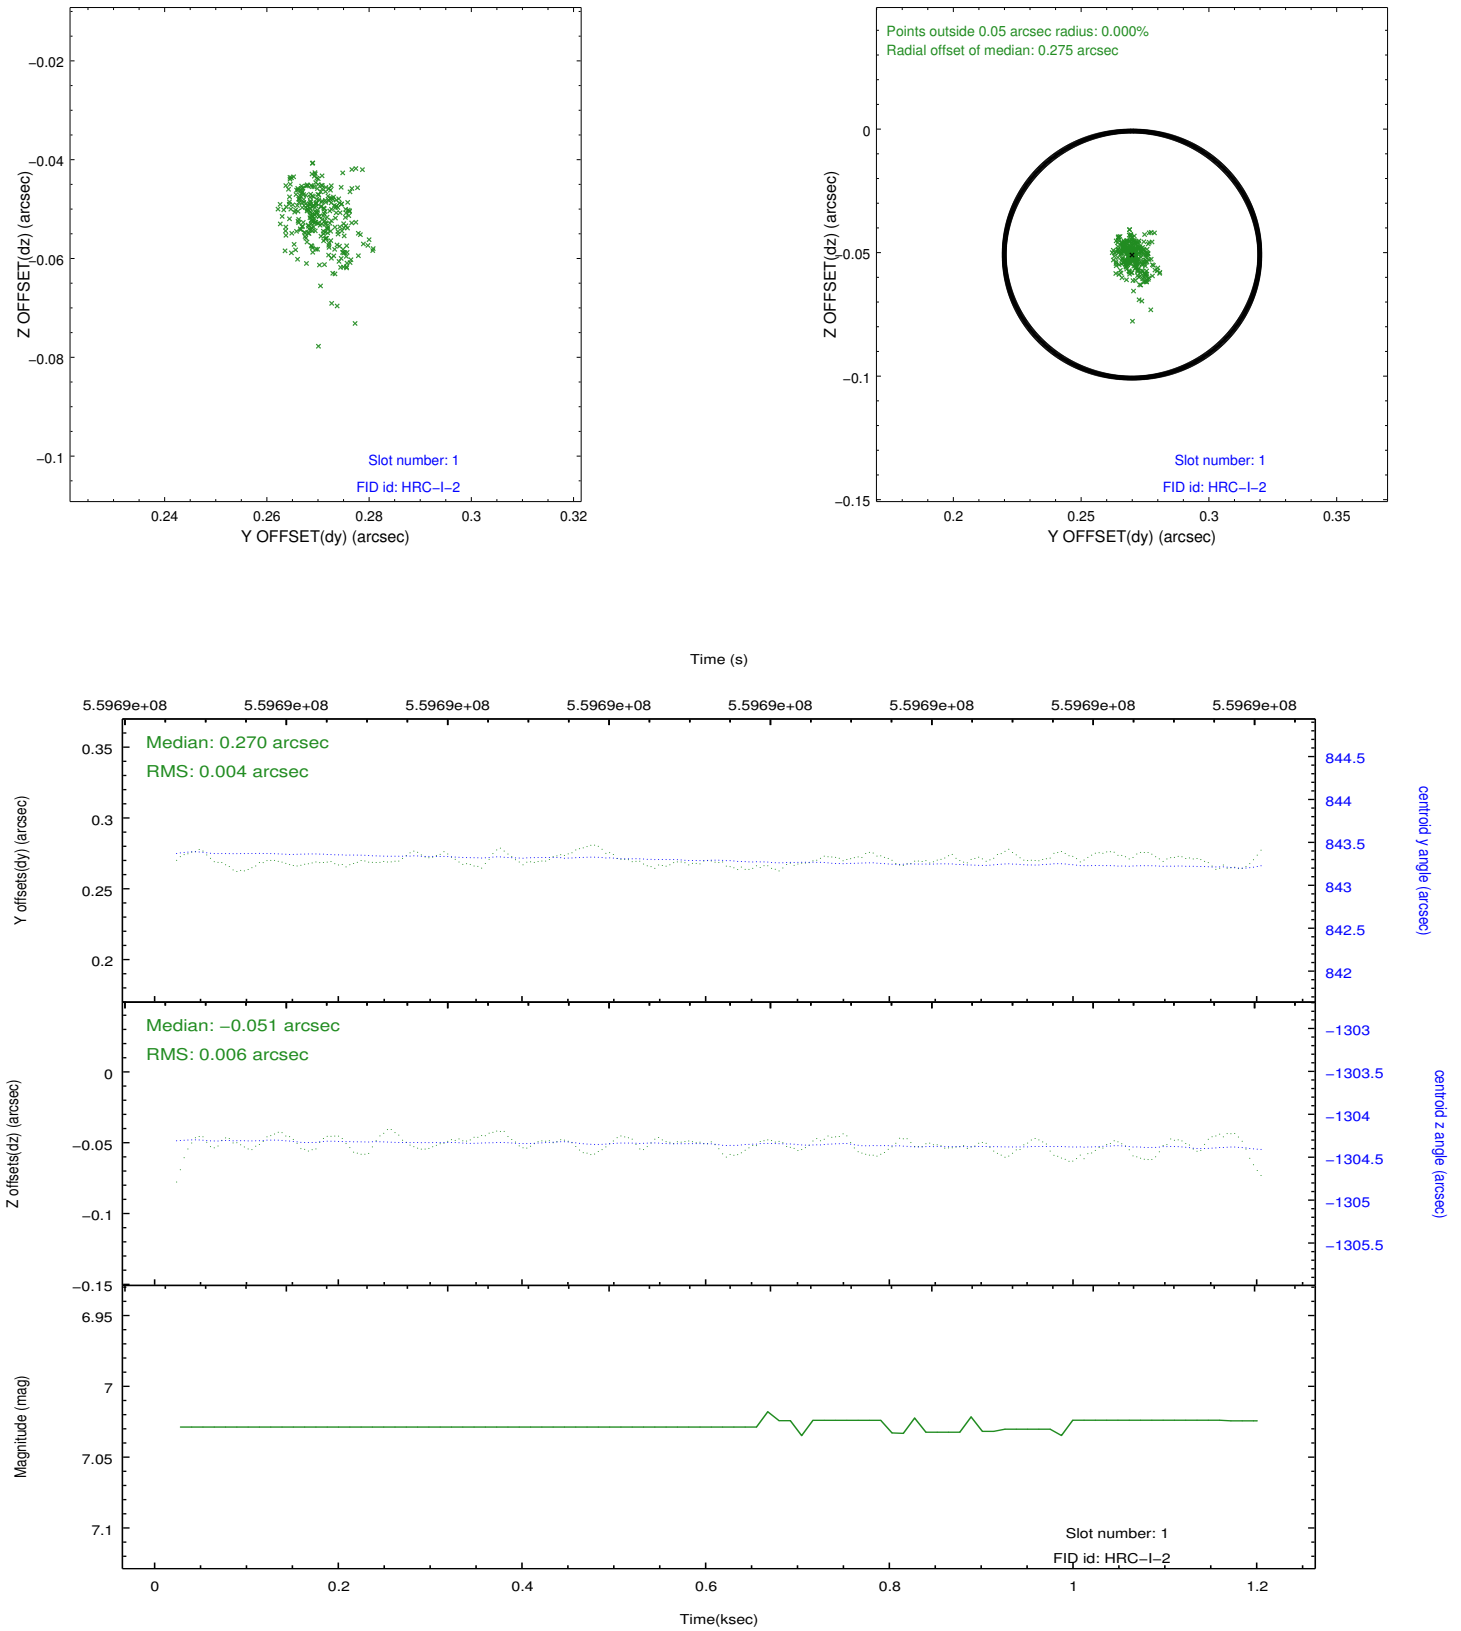 −0.02
−0.04
−0.06
−0.08
−0.1
Z OFFSET(dz) (arcsec)
Slot number: 1
FID id: HRC−I−2
0.24 0.26 0.28 0.3 0.32
Y OFFSET(dy) (arcsec)
Points outside 0.05 arcsec radius: 0.000%
Radial offset of median: 0.275 arcsec
0
−0.05
−0.1
−0.15
Z OFFSET(dz) (arcsec)
Slot number: 1
FID id: HRC−I−2
0.2 0.25 0.3 0.35
Y OFFSET(dy) (arcsec)
Time (s)
5.5969e+08 5.5969e+08 5.5969e+08 5.5969e+08 5.5969e+08 5.5969e+08 5.5969e+08 5.5969e+08
Median: 0.270 arcsec
RMS: 0.004 arcsec
0.35
0.3
0.25
0.2
Y offsets(dy) (arcsec)
844.5
844
843.5
843
842.5
842
centroid y angle (arcsec)
Median: −0.051 arcsec
RMS: 0.006 arcsec
0
−0.05
−0.1
−0.15
Z offsets(dz) (arcsec)
−1303
−1303.5
−1304
−1304.5
−1305
−1305.5
centroid z angle (arcsec)
6.95
7
7.05
7.1
Magnitude (mag)
Slot number: 1
FID id: HRC−I−2
0 0.2 0.4 0.6 0.8 1 1.2
Time(ksec)